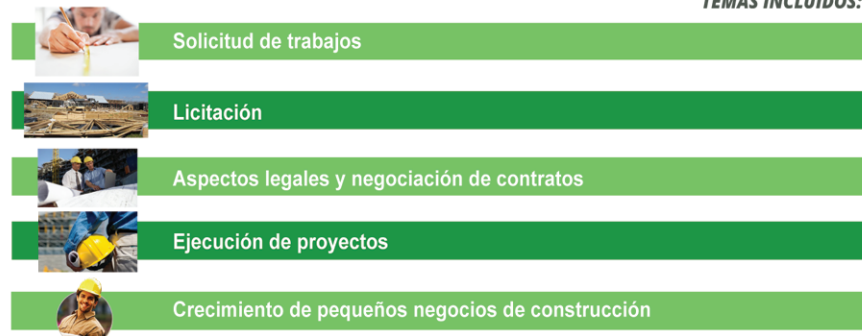 TEMAS INCLUIDOS:
Solicitud de trabajos
Licitación
Aspectos legales y negociación de contratos
Ejecución de proyectos
Crecimiento de pequeños negocios de construcción